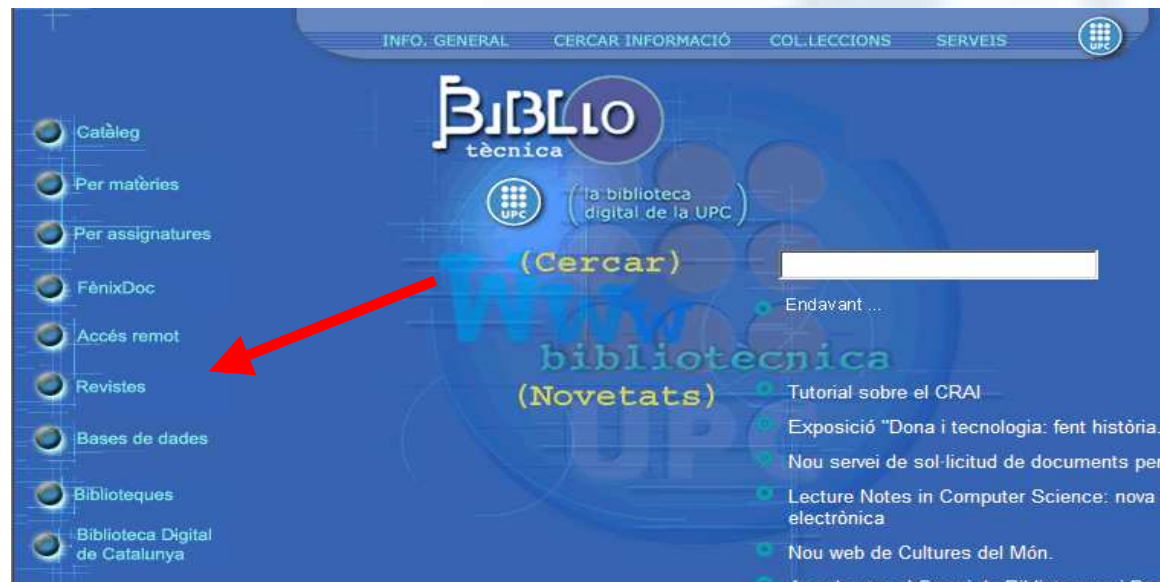 INFO. GENERAL CERCAR INFORMACIÓ COL.LECCIONS SERVEIS UPC
BIBLIO
tècnica
UPC (la biblioteca
digital de la UPC)
Catàleg
Per matèries
Per assignatures
FènixDoc
Accés remot
Revistes
Bases de dades
Biblioteques
Biblioteca Digital
de Catalunya
(Cercar)
Endavant ...
www
bibliotècnica
UPC
(Novetats)
Tutorial sobre el CRAI
Exposició "Dona i tecnologia: fent història.
Nou servei de sol·licitud de documents per
Lecture Notes in Computer Science: nova
electrònica
Nou web de Cultures del Món.